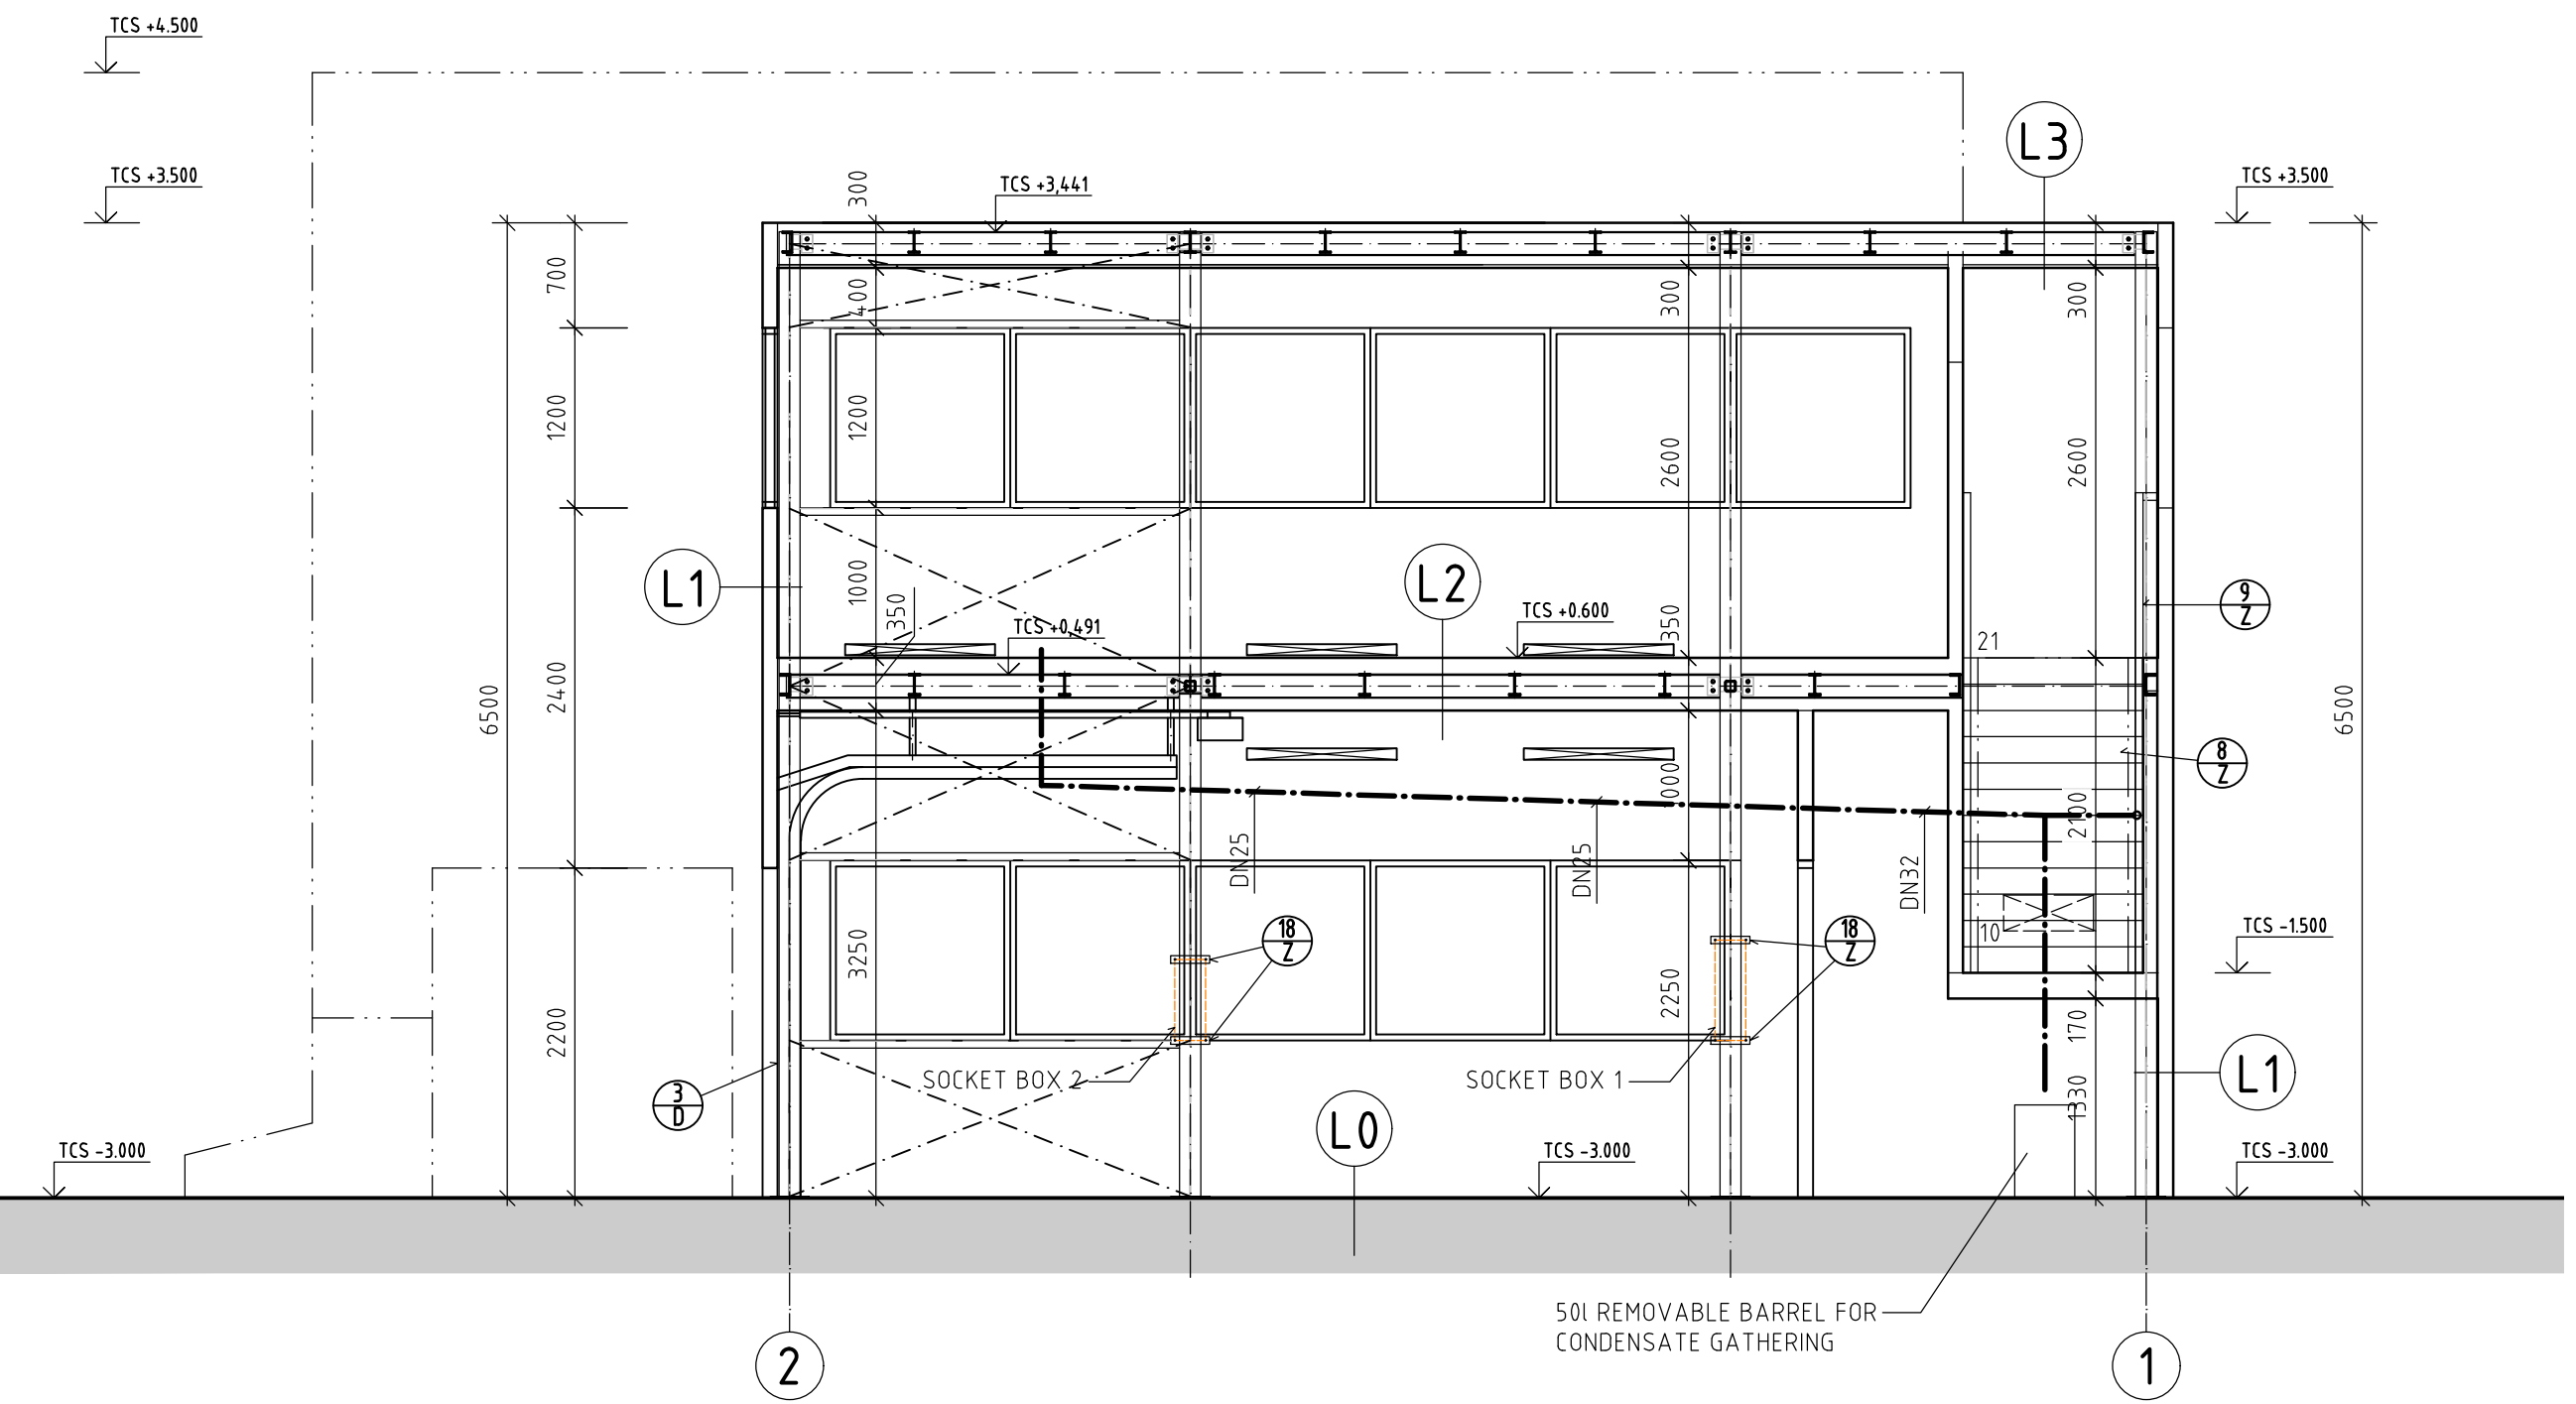 TCS +4.500
L3
TCS +3.500
TCS +3,441
TCS +3.500
300
700
400
300
300
1200
1200
2600
2600
L1
1000
350
L2
TCS +0.600
350
9
Z
TCS +0,491
21
6500
2400
6500
8
Z
2100
DN25
DN25
DN32
18
Z
18
Z
10
TCS -1.500
3250
2250
2200
170
SOCKET BOX 2
SOCKET BOX 1
L1
3
D
1330
L0
TCS -3.000
TCS -3.000
TCS -3.000
50l REMOVABLE BARREL FOR
CONDENSATE GATHERING
2
1